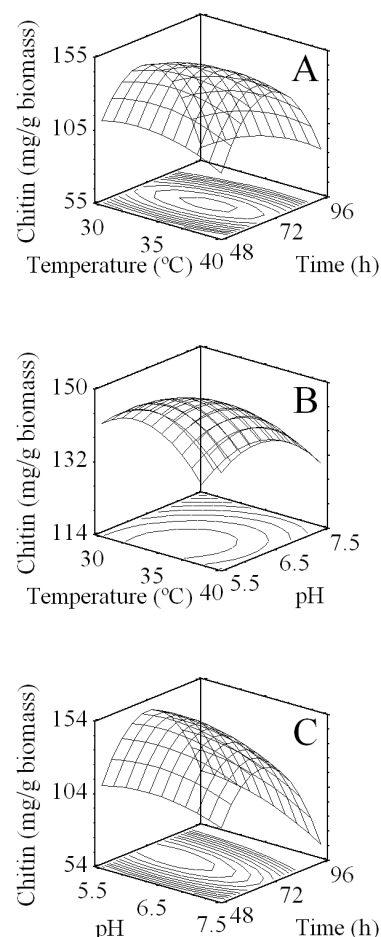 155
A
105
55
Chitin (mg/g biomass)
30
35
40
Temperature (ºC)
48
72
96
Time (h)
150
B
132
114
Chitin (mg/g biomass)
30
35
40
Temperature (ºC)
5.5
6.5
7.5
pH
154
C
104
54
Chitin (mg/g biomass)
5.5
6.5
7.5
pH
48
72
96
Time (h)